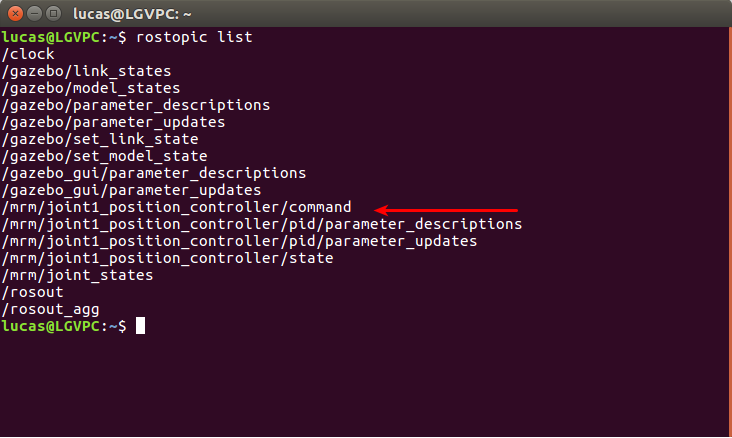 lucas@LGVPC: ~
lucas@LGVPC:~$ rostopic list
/clock
/gazebo/link_states
/gazebo/model_states
/gazebo/parameter_descriptions
/gazebo/parameter_updates
/gazebo/set_link_state
/gazebo/set_model_state
/gazebo_gui/parameter_descriptions
/gazebo_gui/parameter_updates
/mrm/joint1_position_controller/command
/mrm/joint1_position_controller/pid/parameter_descriptions
/mrm/joint1_position_controller/pid/parameter_updates
/mrm/joint1_position_controller/state
/mrm/joint_states
/rosout
/rosout_agg
lucas@LGVPC:~$